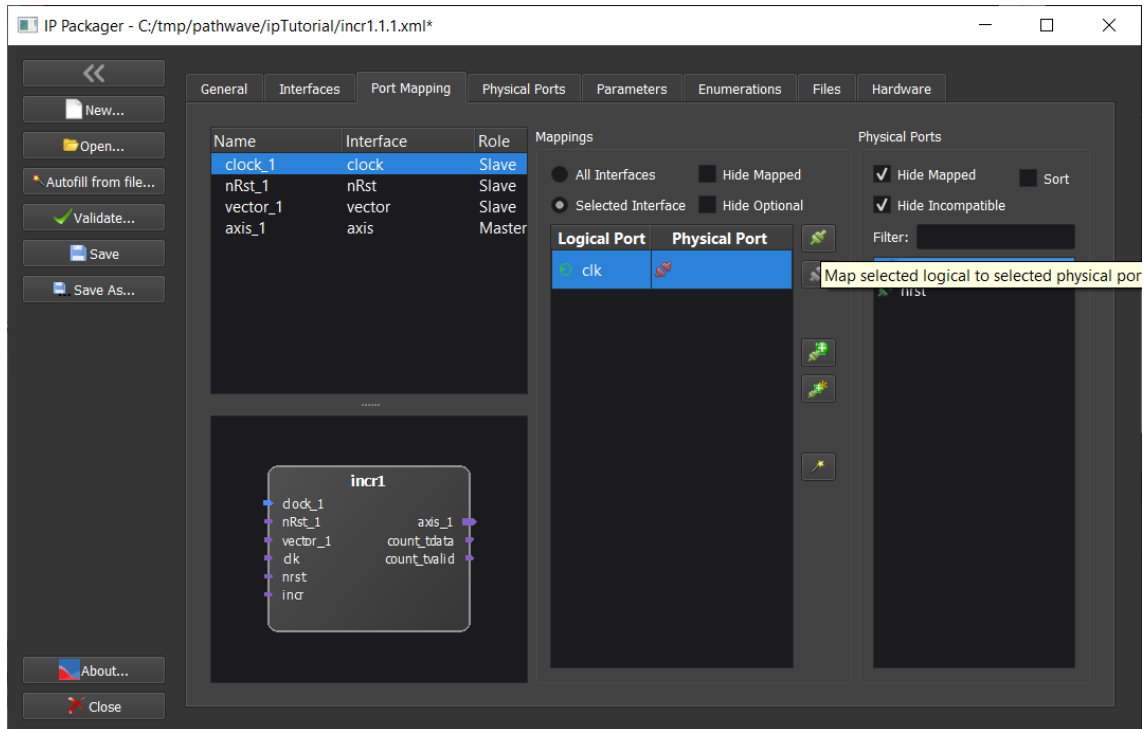 IP Packager - C:/tmp/pathwave/ipTutorial/incr1.1.1.xml*
New...
Open...
Autofill from file...
Validate...
Save
Save As...
About...
Close
General Interfaces Port Mapping Physical Ports Parameters Enumerations Files Hardware
Name Interface Role
clock_1 clock Slave
nRst_1 nRst Slave
vector_1 vector Slave
axis_1 axis Master
incr1
clock_1
nRst_1 axis_1
vector_1 count_tdata
clk count_tvalid
nrst
incr
Mappings
All Interfaces Hide Mapped
Selected Interface Hide Optional
Logical Port Physical Port
clk
Physical Ports
Hide Mapped Sort
Hide Incompatible
Filter:
Map selected logical to selected physical por
nrst